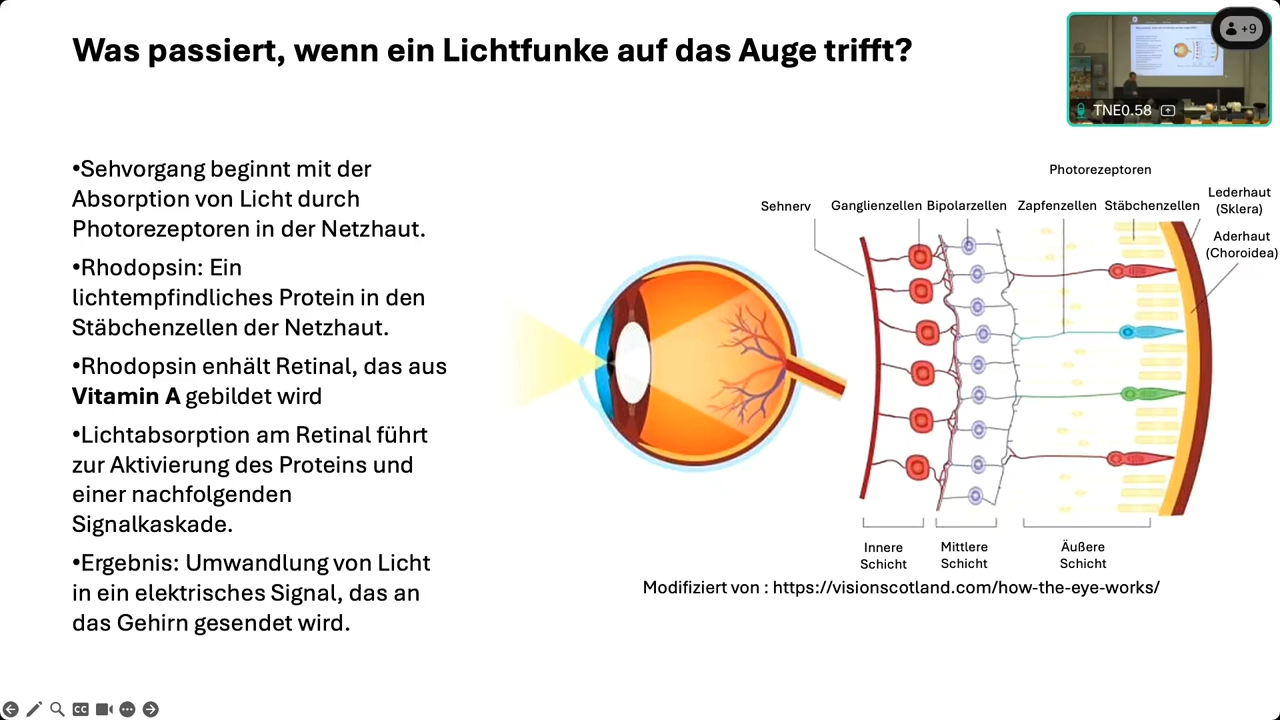 Was passiert, wenn ein Lichtfunke auf das Auge trifft?
+9
TNE0.58
•Sehvorgang beginnt mit der
Absorption von Licht durch
Photorezeptoren in der Netzhaut.
•Rhodopsin: Ein
lichtempfindliches Protein in den
Stäbchenzellen der Netzhaut.
•Rhodopsin enhält Retinal, das aus
Vitamin A gebildet wird
•Lichtabsorption am Retinal führt
zur Aktivierung des Proteins und
einer nachfolgenden
Signalkaskade.
•Ergebnis: Umwandlung von Licht
in ein elektrisches Signal, das an
das Gehirn gesendet wird.
Photorezeptoren
Sehnerv
Ganglienzellen
Bipolarzellen
Zapfenzellen
Stäbchenzellen
Lederhaut
(Sklera)
Aderhaut
(Choroidea)
Innere
Schicht
Mittlere
Schicht
Äußere
Schicht
Modifiziert von : https://visionscotland.com/how-the-eye-works/
CC